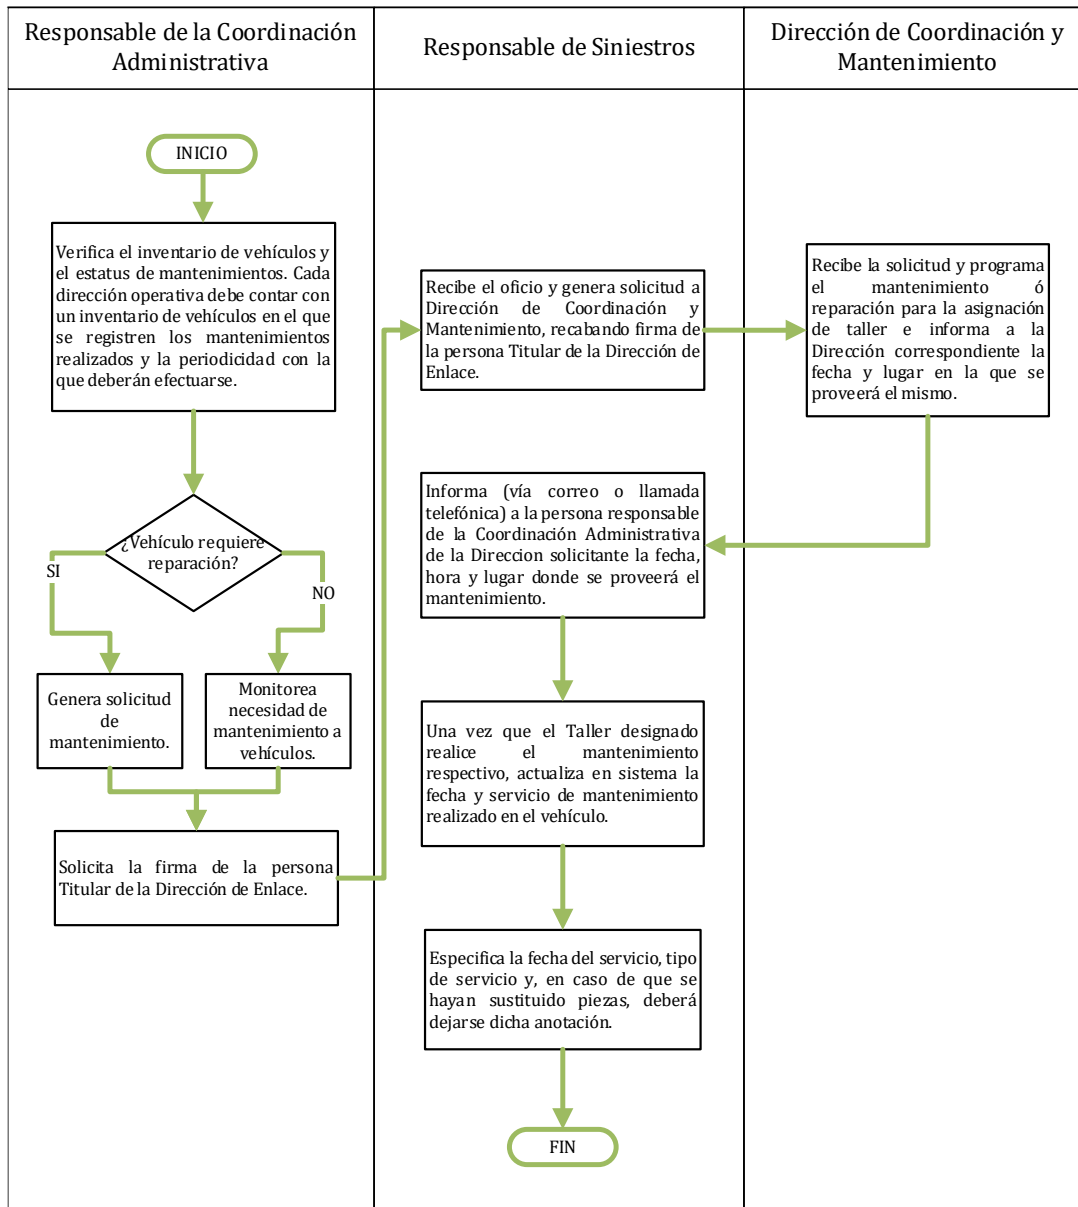 Responsable de la Coordinación
Administrativa
Responsable de Siniestros
Dirección de Coordinación y
Mantenimiento
INICIO
Verifica el inventario de vehículos y
el estatus de mantenimientos. Cada
dirección operativa debe contar con
un inventario de vehículos en el que
se registren los mantenimientos
realizados y la periodicidad con la
que deberán efectuarse.
¿Vehículo requiere
reparación?
SI
NO
Genera solicitud
de
mantenimiento.
Monitorea
necesidad de
mantenimiento a
vehículos.
Solicita la firma de la persona
Titular de la Dirección de Enlace.
Recibe el oficio y genera solicitud a
Dirección de Coordinación y
Mantenimiento, recabando firma de
la persona Titular de la Dirección de
Enlace.
Recibe la solicitud y programa
el mantenimiento ó
reparación para la asignación
de taller e informa a la
Dirección correspondiente la
fecha y lugar en la que se
proveerá el mismo.
Informa (vía correo o llamada
telefónica) a la persona responsable
de la Coordinación Administrativa
de la Direccion solicitante la fecha,
hora y lugar donde se proveerá el
mantenimiento.
Una vez que el Taller designado
realice el mantenimiento
respectivo, actualiza en sistema la
fecha y servicio de mantenimiento
realizado en el vehículo.
Especifica la fecha del servicio, tipo
de servicio y, en caso de que se
hayan sustituido piezas, deberá
dejarse dicha anotación.
FIN